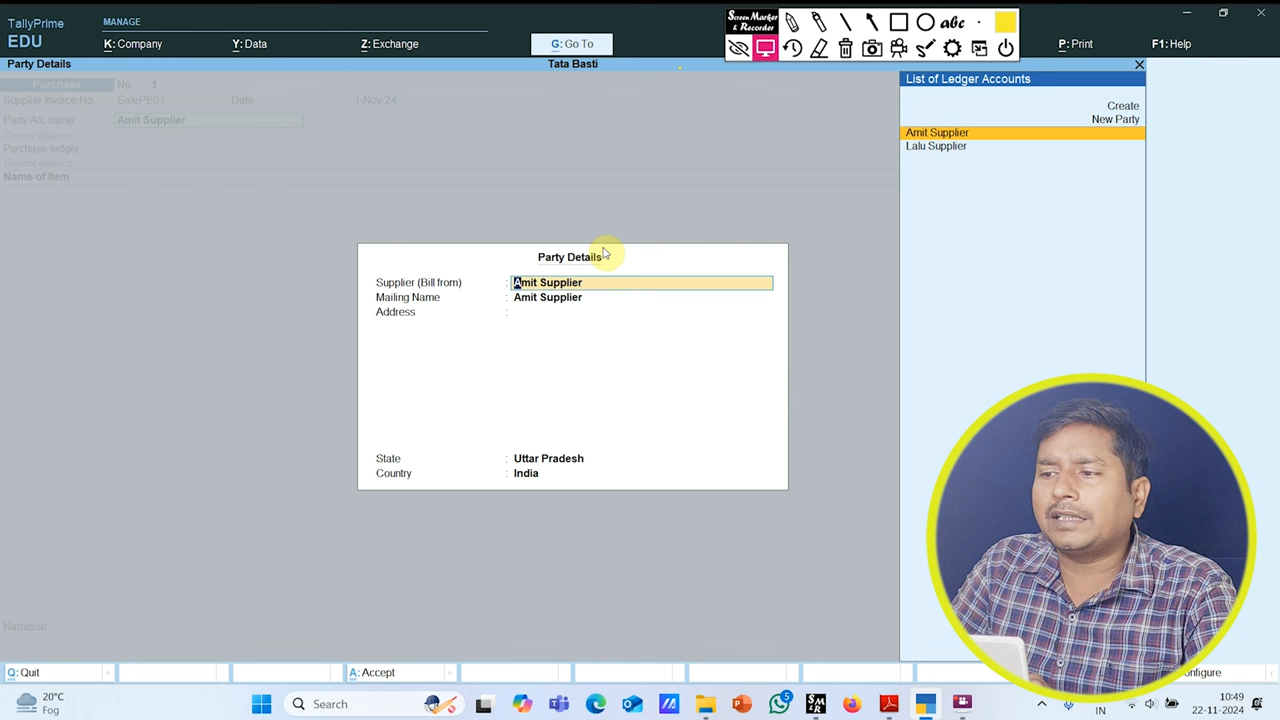 TallyPrime
EDU
MANAGE
K: Company
Y: Data
Z: Exchange
G: Go To
Screen Marker & Recorder
abc
P: Print
F1: Help
Party Details
Tata Basti
Purchase No. 1
Supplier Invoice No. : SalePE01 Date : 1-Nov-24
Party A/c name : Amit Supplier
Current balance :
Purchase ledger :
Current balance :
Name of Item
List of Ledger Accounts
Create
New Party
Amit Supplier
Lalu Supplier
Party Details
Supplier (Bill from) : Amit Supplier
Mailing Name : Amit Supplier
Address :
State : Uttar Pradesh
Country : India
Narration:
Q: Quit
A: Accept
20°C
Fog
Search
5
S M & R
IN
10:49
22-11-2024